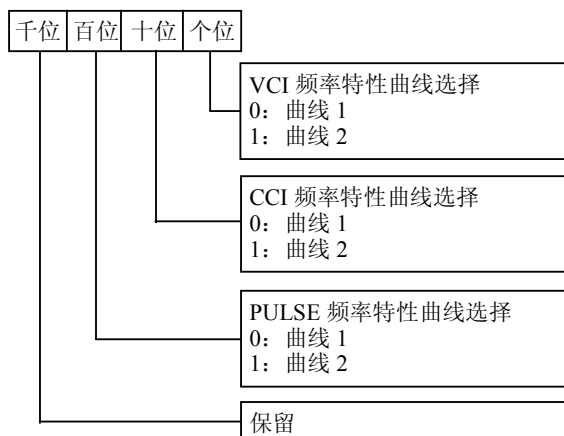 千位 百位 十位 个位
VCI 频率特性曲线选择
0：曲线 1
1：曲线 2
CCI 频率特性曲线选择
0：曲线 1
1：曲线 2
PULSE 频率特性曲线选择
0：曲线 1
1：曲线 2
保留